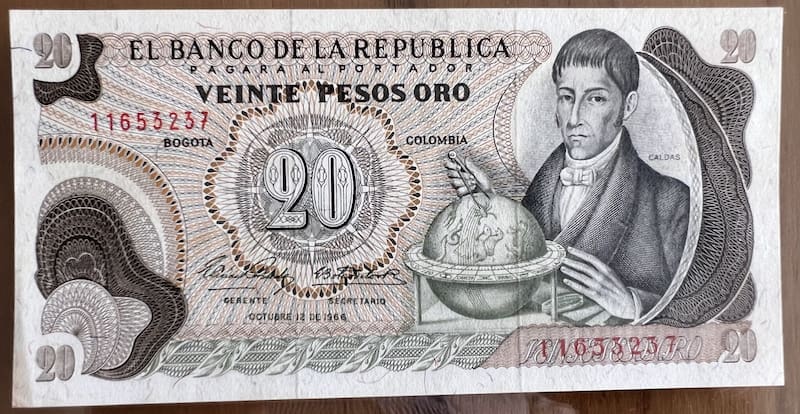 20 EL BANCO DE LA REPUBLICA 20
PAGARA AL PORTADOR
VEINTE PESOS ORO
11653237
BOGOTA COLOMBIA
CALDAS
20
GERENTE SECRETARIO
OCTUBRE 12 DE 1966
11653237
20 20